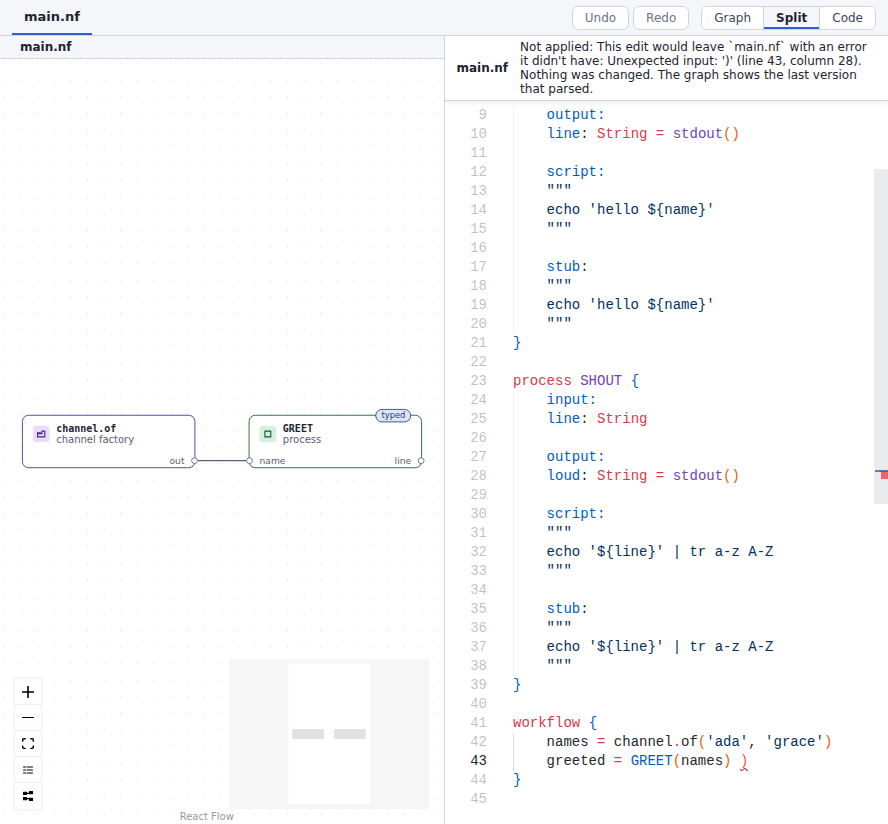 main.nf
Undo
Redo
Graph
Split
Code
main.nf
channel.of
channel factory
out
typed
GREET
process
name
line
React Flow
main.nf
Not applied: This edit would leave `main.nf` with an error
it didn't have: Unexpected input: ')' (line 43, column 28).
Nothing was changed. The graph shows the last version
that parsed.
9     output:
10     line: String = stdout()
11
12     script:
13     """
14     echo 'hello ${name}'
15     """
16
17     stub:
18     """
19     echo 'hello ${name}'
20     """
21 }
22
23 process SHOUT {
24     input:
25     line: String
26
27     output:
28     loud: String = stdout()
29
30     script:
31     """
32     echo '${line}' | tr a-z A-Z
33     """
34
35     stub:
36     """
37     echo '${line}' | tr a-z A-Z
38     """
39 }
40
41 workflow {
42     names = channel.of('ada', 'grace')
43     greeted = GREET(names) )
44 }
45